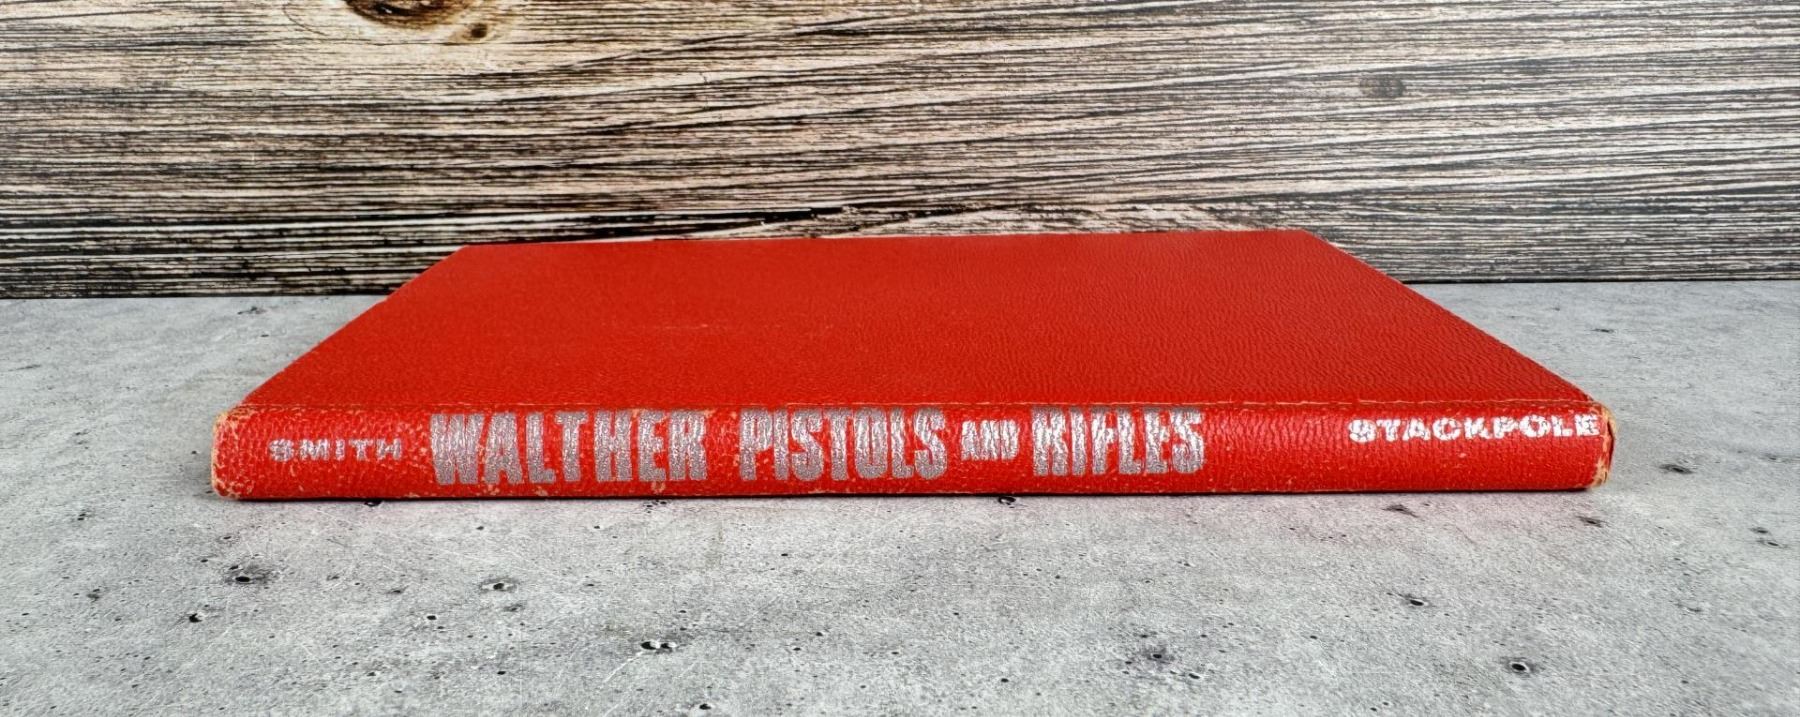 SMITH WALTHER PISTOLS AND RIFLES STACKPOLE